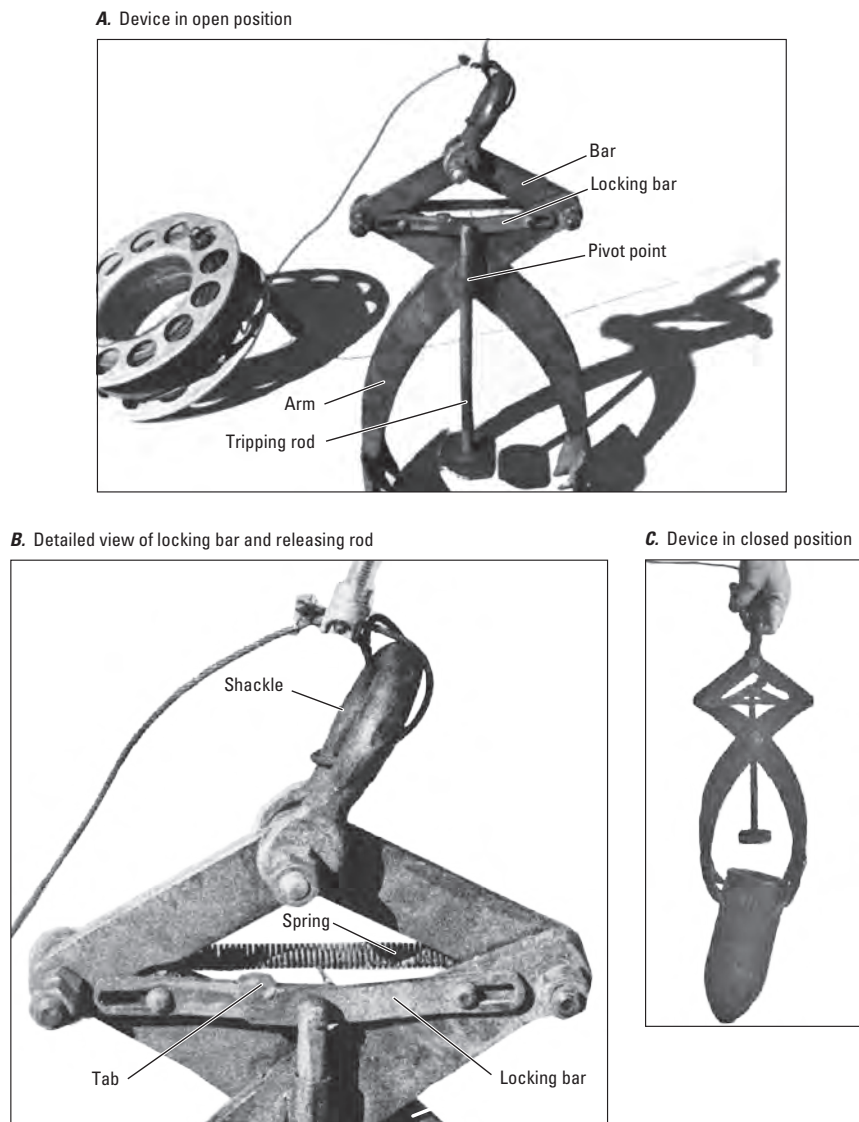 A. Device in open position
Bar
Locking bar
Pivot point
Arm
Tripping rod
B. Detailed view of locking bar and releasing rod
Shackle
Spring
Tab
Locking bar
C. Device in closed position